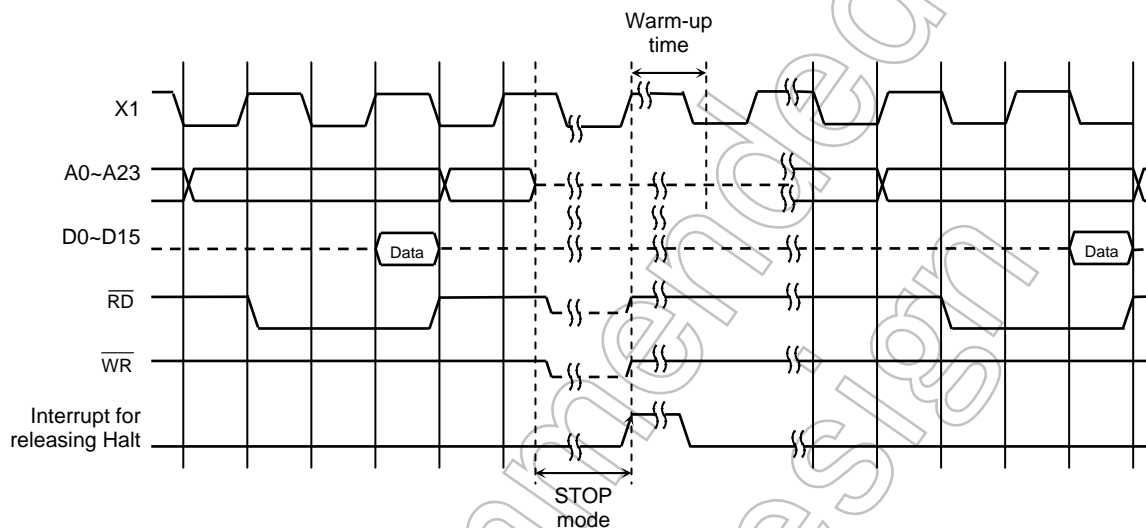 Warm-up
time
X1
A0~A23
D0~D15
Data
Data
RD
WR
Interrupt for
releasing Halt
STOP
mode